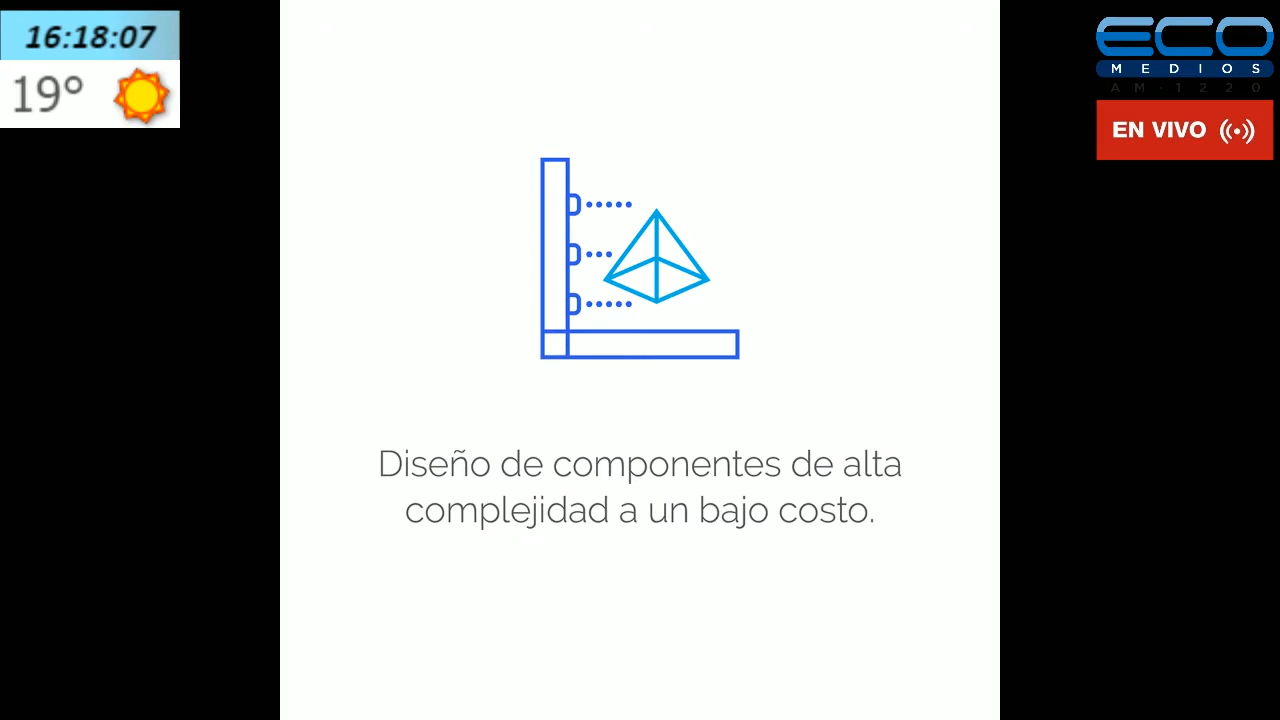 16:18:07
19°
ECO
MEDIOS
AM·1220
EN VIVO
Diseño de componentes de alta
complejidad a un bajo costo.